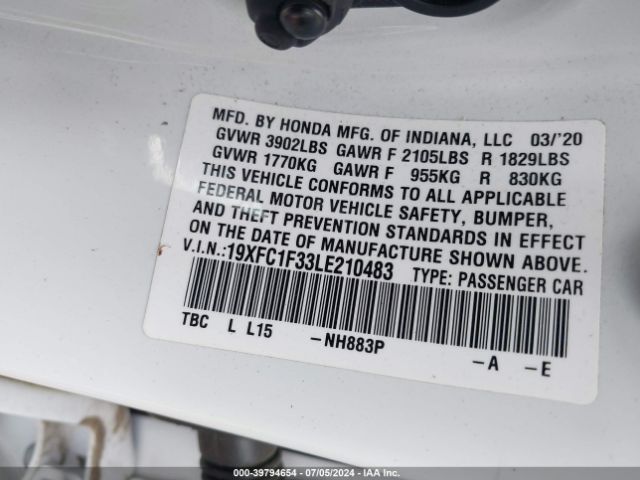 MFD. BY HONDA MFG. OF INDIANA, LLC 03/'20
GVWR 3902LBS GAWR F 2105LBS R 1829LBS
GVWR 1770KG GAWR F 955KG R 830KG
THIS VEHICLE CONFORMS TO ALL APPLICABLE
FEDERAL MOTOR VEHICLE SAFETY, BUMPER,
AND THEFT PREVENTION STANDARDS IN EFFECT
ON THE DATE OF MANUFACTURE SHOWN ABOVE.
V.I.N.:19XFC1F33LE210483 TYPE: PASSENGER CAR
TBC L L15 -NH883P -A -E
000-39794654 | 07/05/2024 - COPYRIGHT IAA